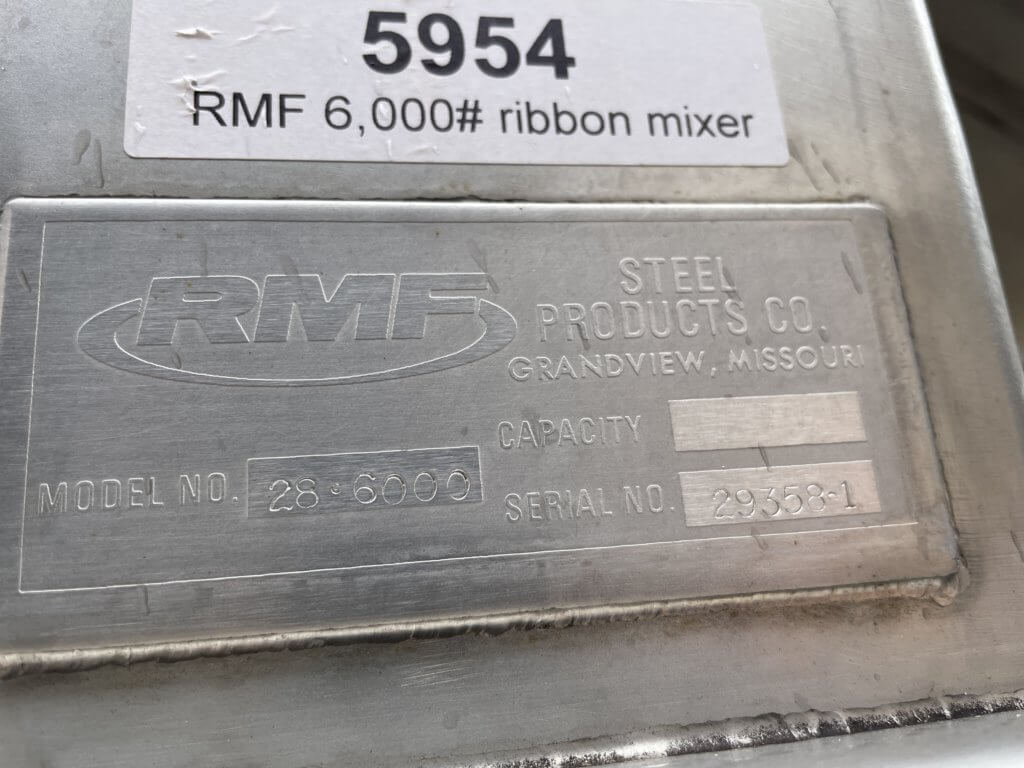 5954
RMF 6,000# ribbon mixer
RMF
STEEL
PRODUCTS CO.
GRANDVIEW, MISSOURI
CAPACITY
MODEL NO. 28-6000
SERIAL NO. 29358-1